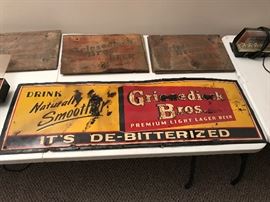 DRINK
Naturally
Smooth
Griesedieck
Bros.
PREMIUM LIGHT LAGER BEER
IT'S DE-BITTERIZED